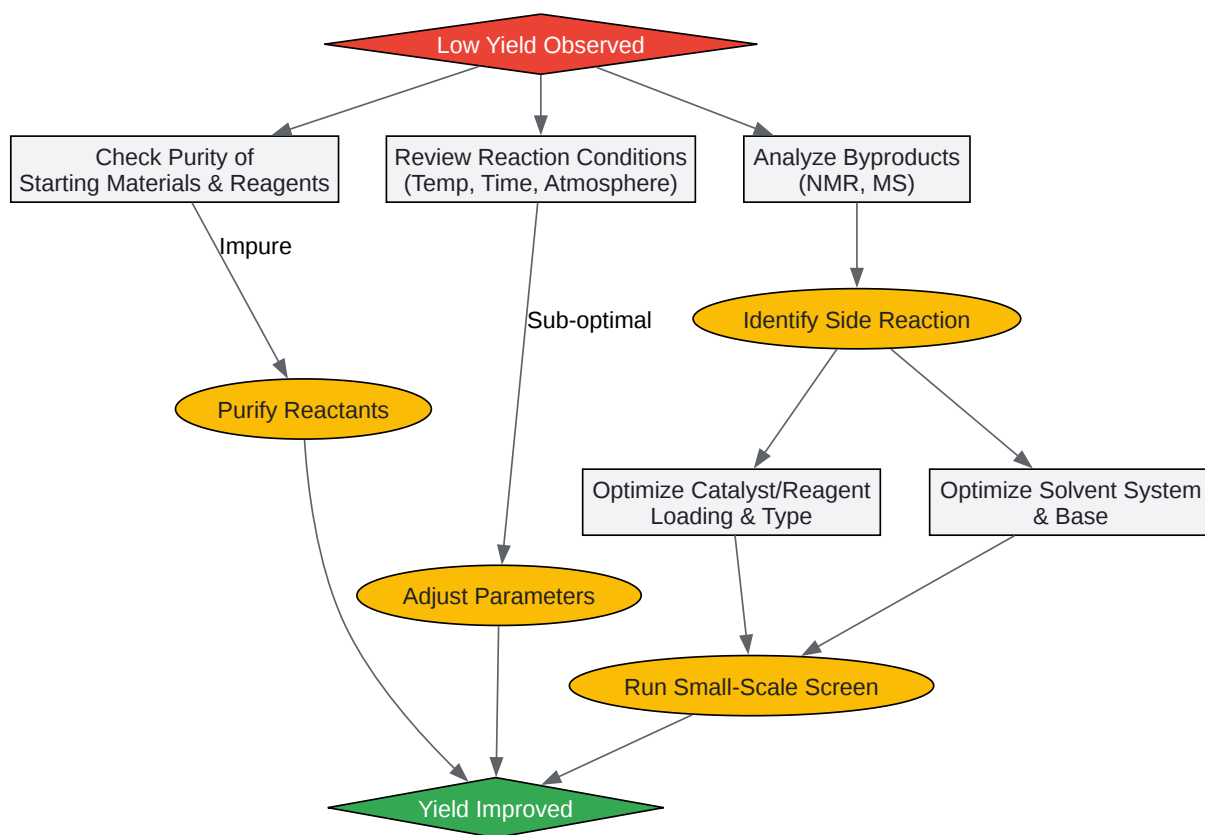 Low Yield Observed
Check Purity of
Starting Materials & Reagents
Review Reaction Conditions
(Temp, Time, Atmosphere)
Analyze Byproducts
(NMR, MS)
Impure
Sub-optimal
Identify Side Reaction
Purify Reactants
Optimize Catalyst/Reagent
Loading & Type
Optimize Solvent System
& Base
Adjust Parameters
Run Small-Scale Screen
Yield Improved